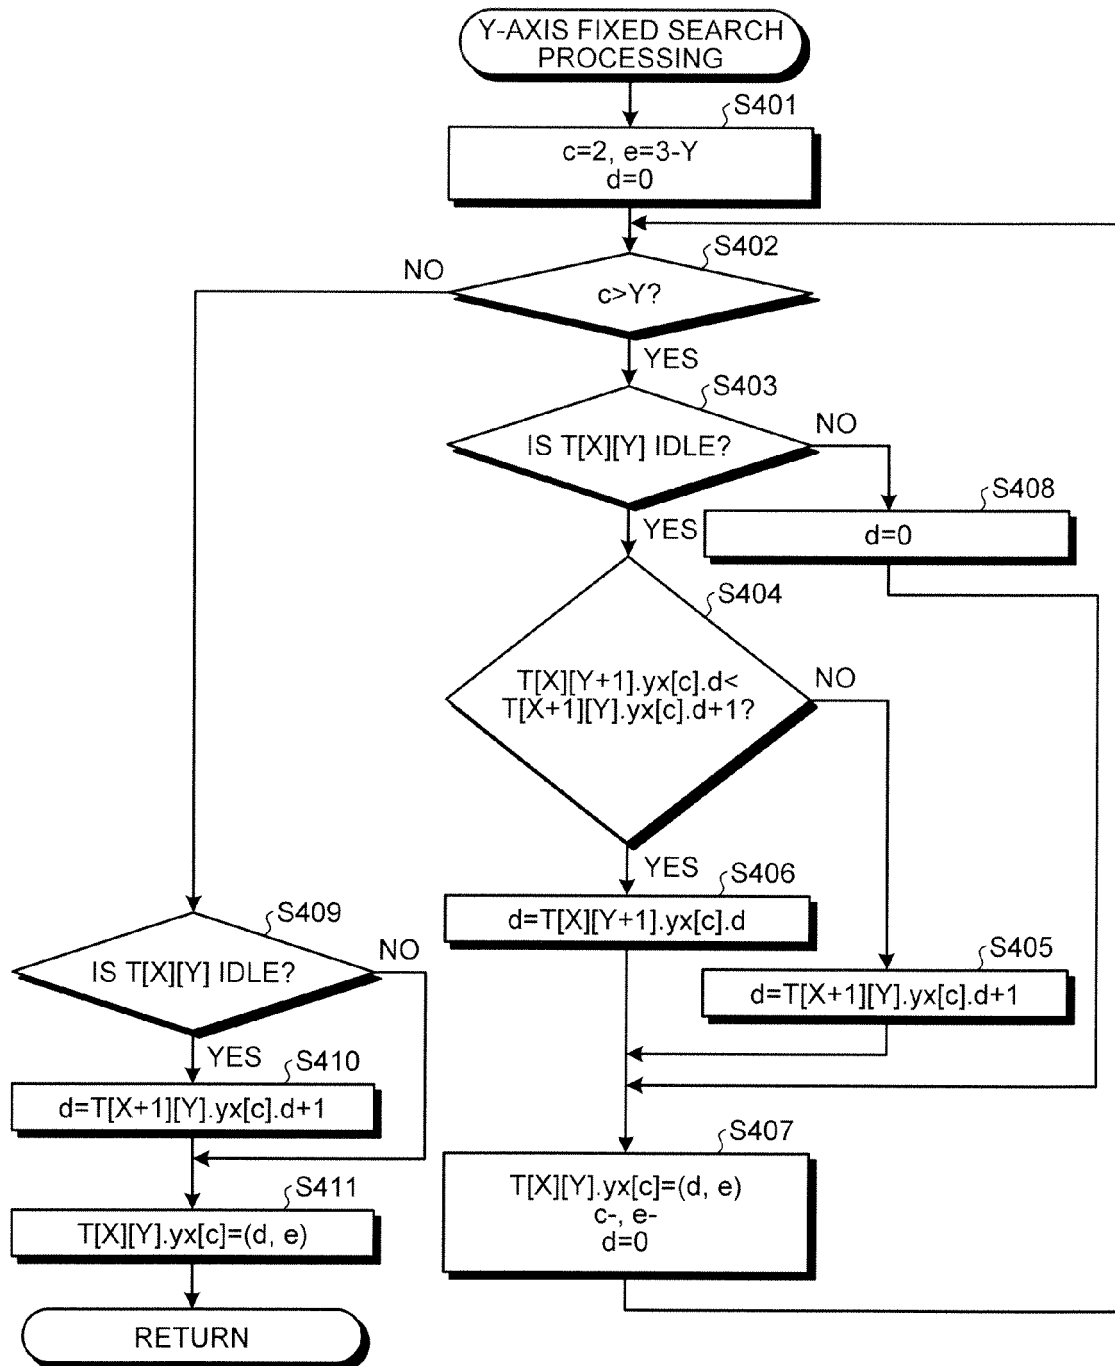 Y-AXIS FIXED SEARCH
PROCESSING
S401
c=2, e=3-Y
d=0
S402
NO
c>Y?
YES
S403
NO
IS T[X][Y] IDLE?
S408
YES
d=0
S404
T[X][Y+1].yx[c].d<
T[X+1][Y].yx[c].d+1?
NO
YES
S406
d=T[X][Y+1].yx[c].d
S409
NO
IS T[X][Y] IDLE?
S405
d=T[X+1][Y].yx[c].d+1
YES
S410
d=T[X+1][Y].yx[c].d+1
S407
T[X][Y].yx[c]=(d, e)
c-, e-
d=0
S411
T[X][Y].yx[c]=(d, e)
RETURN